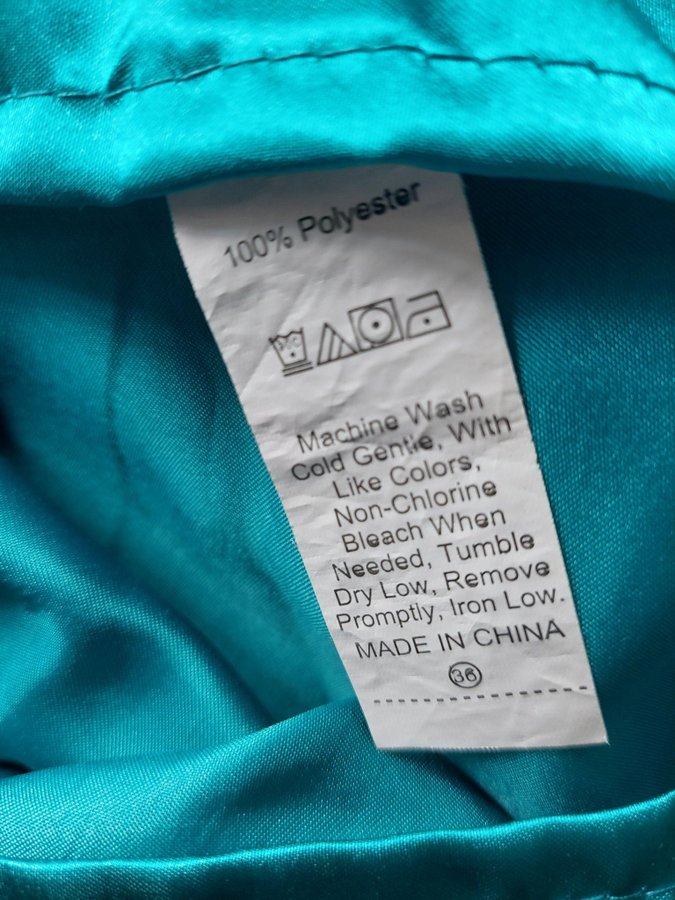 100% Polyester
30°C
Machine Wash
Cold Gentle, With
Like Colors,
Non-Chlorine
Bleach When
Needed, Tumble
Dry Low, Remove
Promptly, Iron Low.
MADE IN CHINA
36